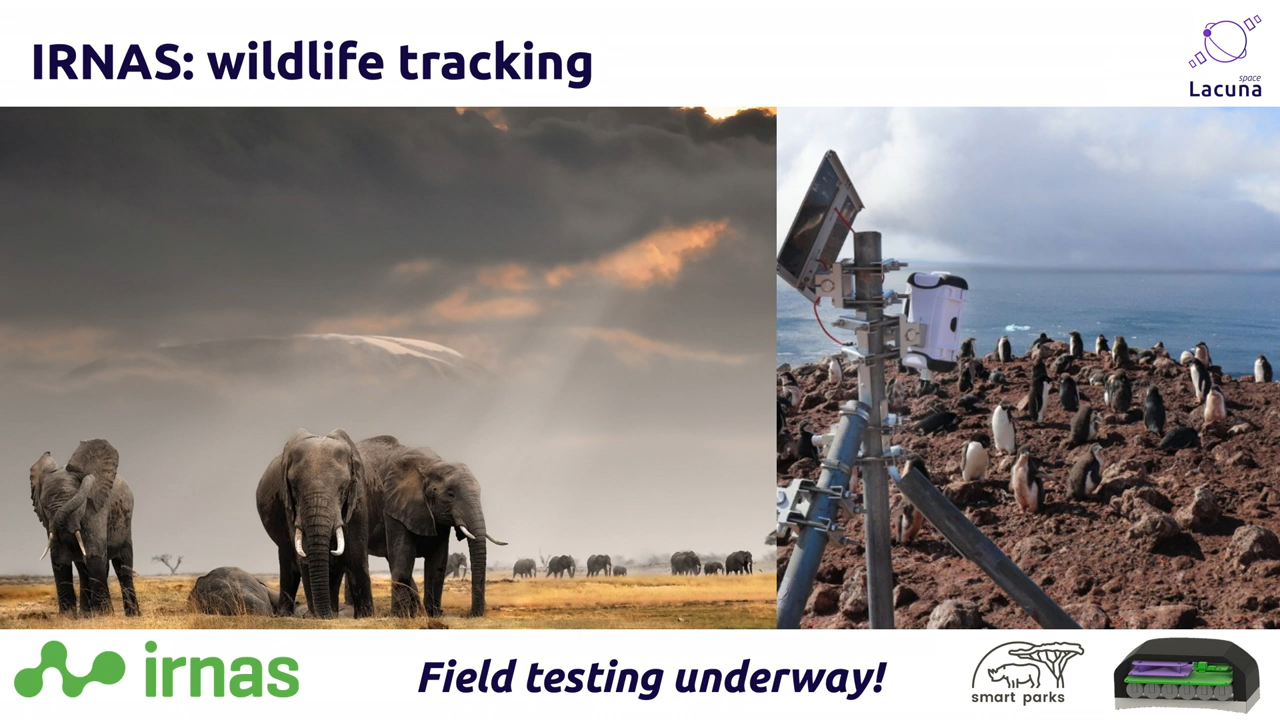 IRNAS: wildlife tracking
space
Lacuna
irnas
Field testing underway!
smart parks